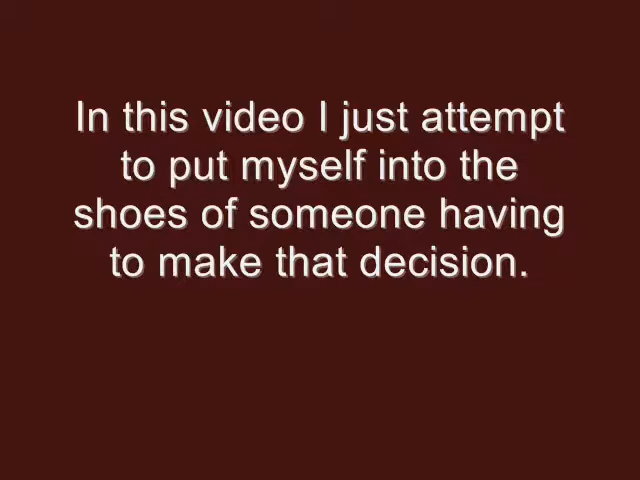 In this video I just attempt
to put myself into the
shoes of someone having
to make that decision.